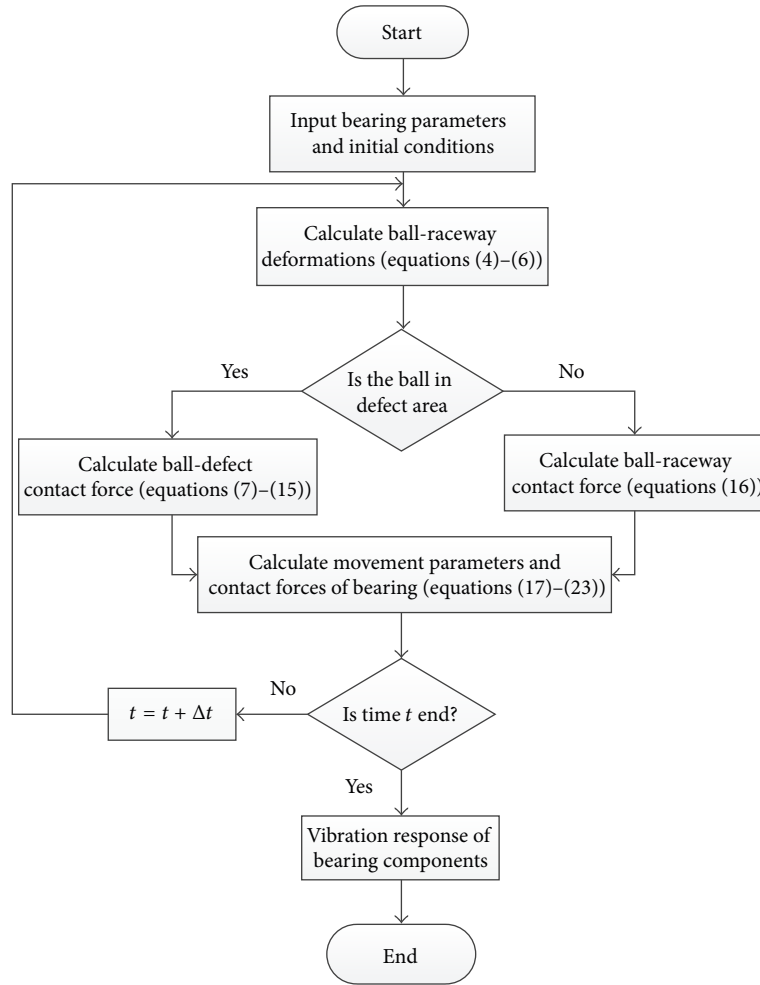 Start
Input bearing parameters
and initial conditions
Calculate ball-raceway
deformations (equations (4)–(6))
Is the ball in
defect area
Yes
No
Calculate ball-defect
contact force (equations (7)–(15))
Calculate ball-raceway
contact force (equations (16))
Calculate movement parameters and
contact forces of bearing (equations (17)–(23))
Is time t end?
No
t = t + Δt
Yes
Vibration response of
bearing components
End